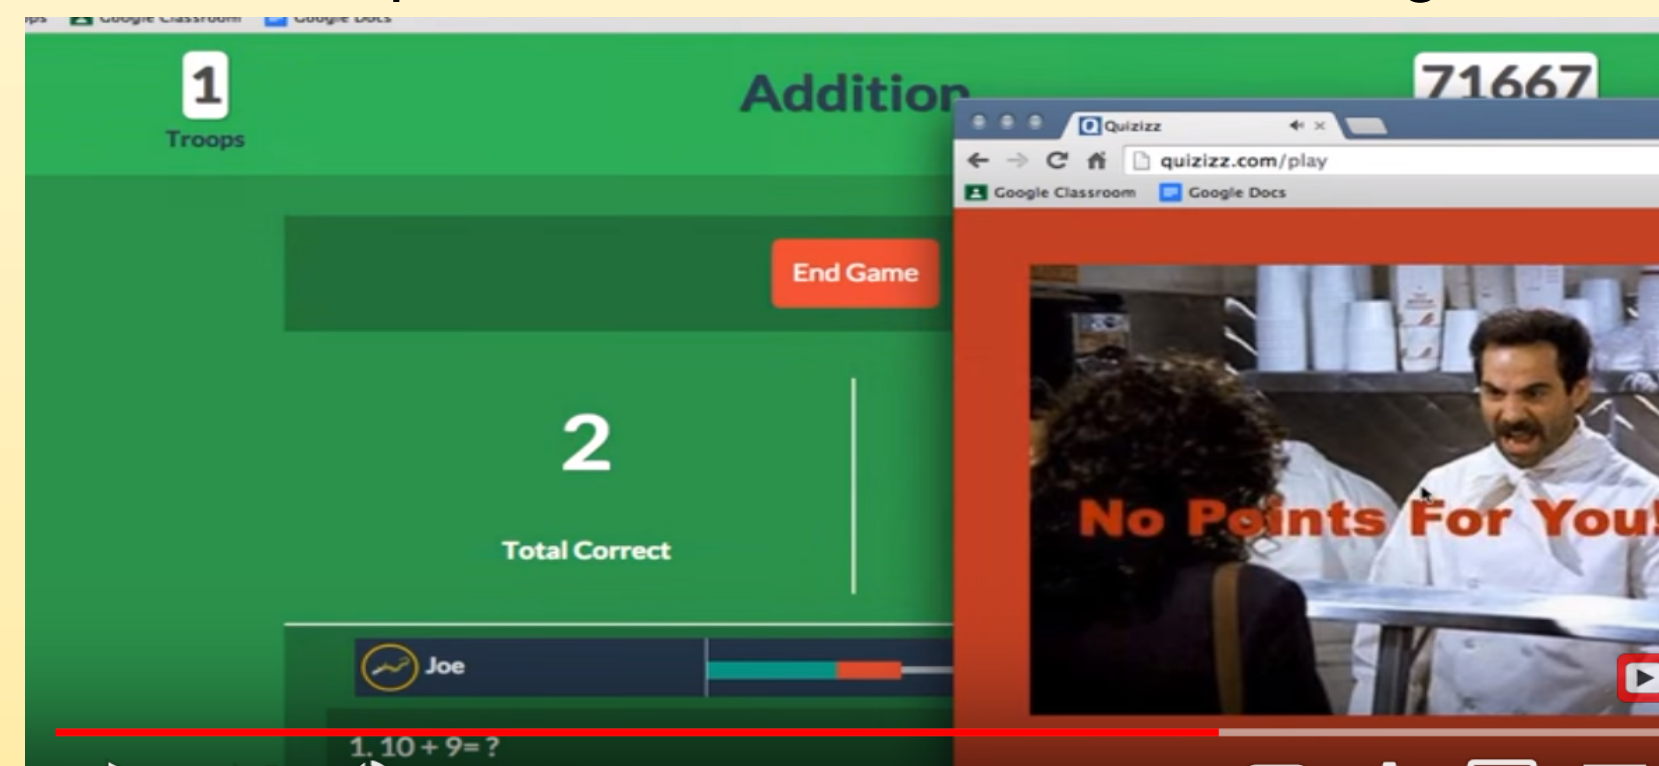 Google Classroom Google Docs
1
Troops
Addition
71667
Quizizz
quizizz.com/play
Google Classroom Google Docs
End Game
No Points For You!
2
Total Correct
Joe
1. 10 + 9= ?